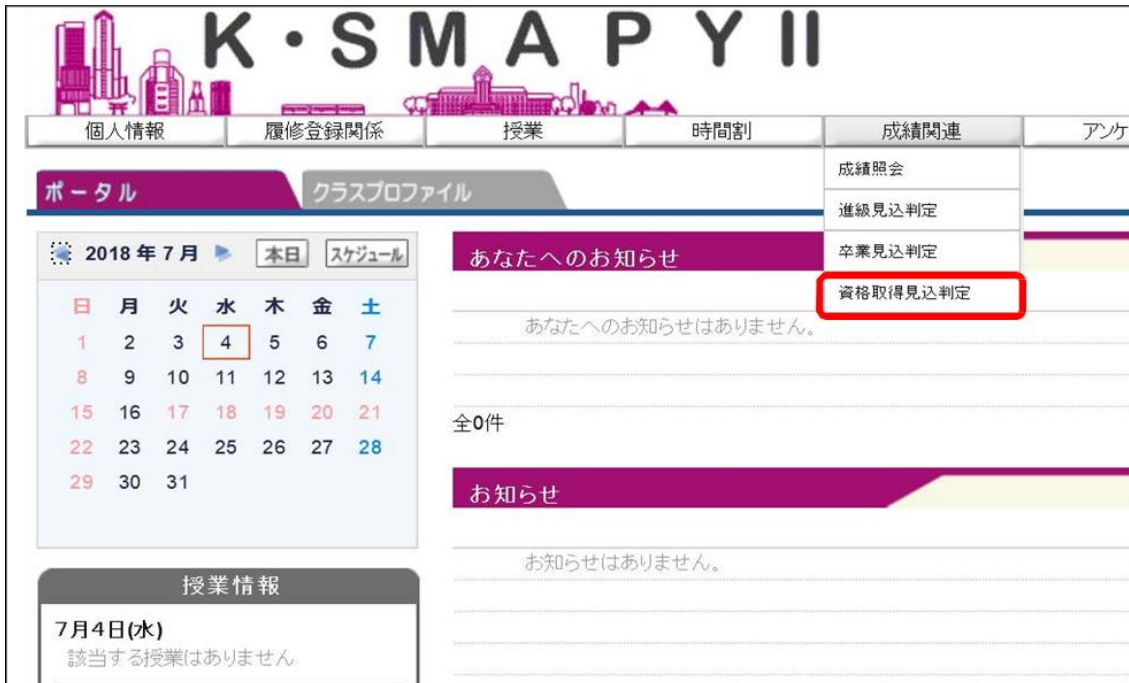 K・SMAPY II
個人情報 履修登録関係 授業 時間割 成績関連 アンケ
成績照会
進級見込判定
卒業見込判定
資格取得見込判定
ポータル クラスプロファイル
2018年7月 本日 スケジュール
日 月 火 水 木 金 土
1 2 3 4 5 6 7
8 9 10 11 12 13 14
15 16 17 18 19 20 21
22 23 24 25 26 27 28
29 30 31
授業情報
7月4日(水)
該当する授業はありません
あなたへのお知らせ
あなたへのお知らせはありません。
全0件
お知らせ
お知らせはありません。